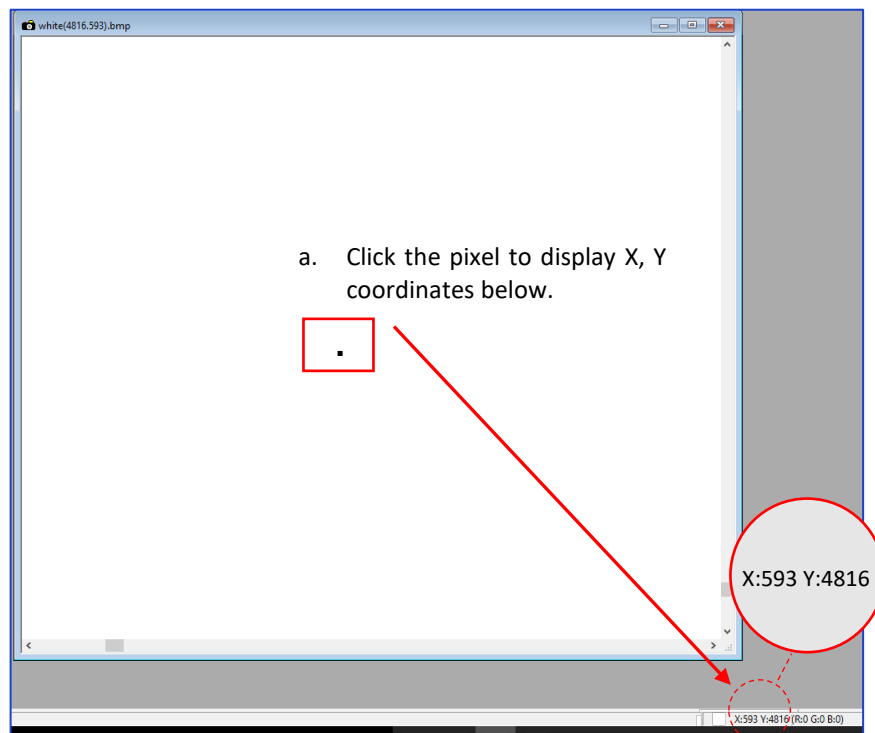 white(4816.593).bmp
a. Click the pixel to display X, Y
coordinates below.
X:593 Y:4816
X:593 Y:4816 (R:0 G:0 B:0)